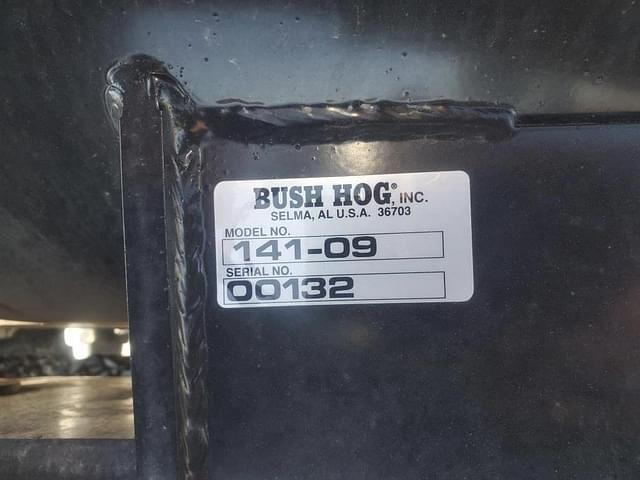 BUSH HOG®, INC.
SELMA, AL U.S.A. 36703
MODEL NO.
141-09
SERIAL NO.
00132